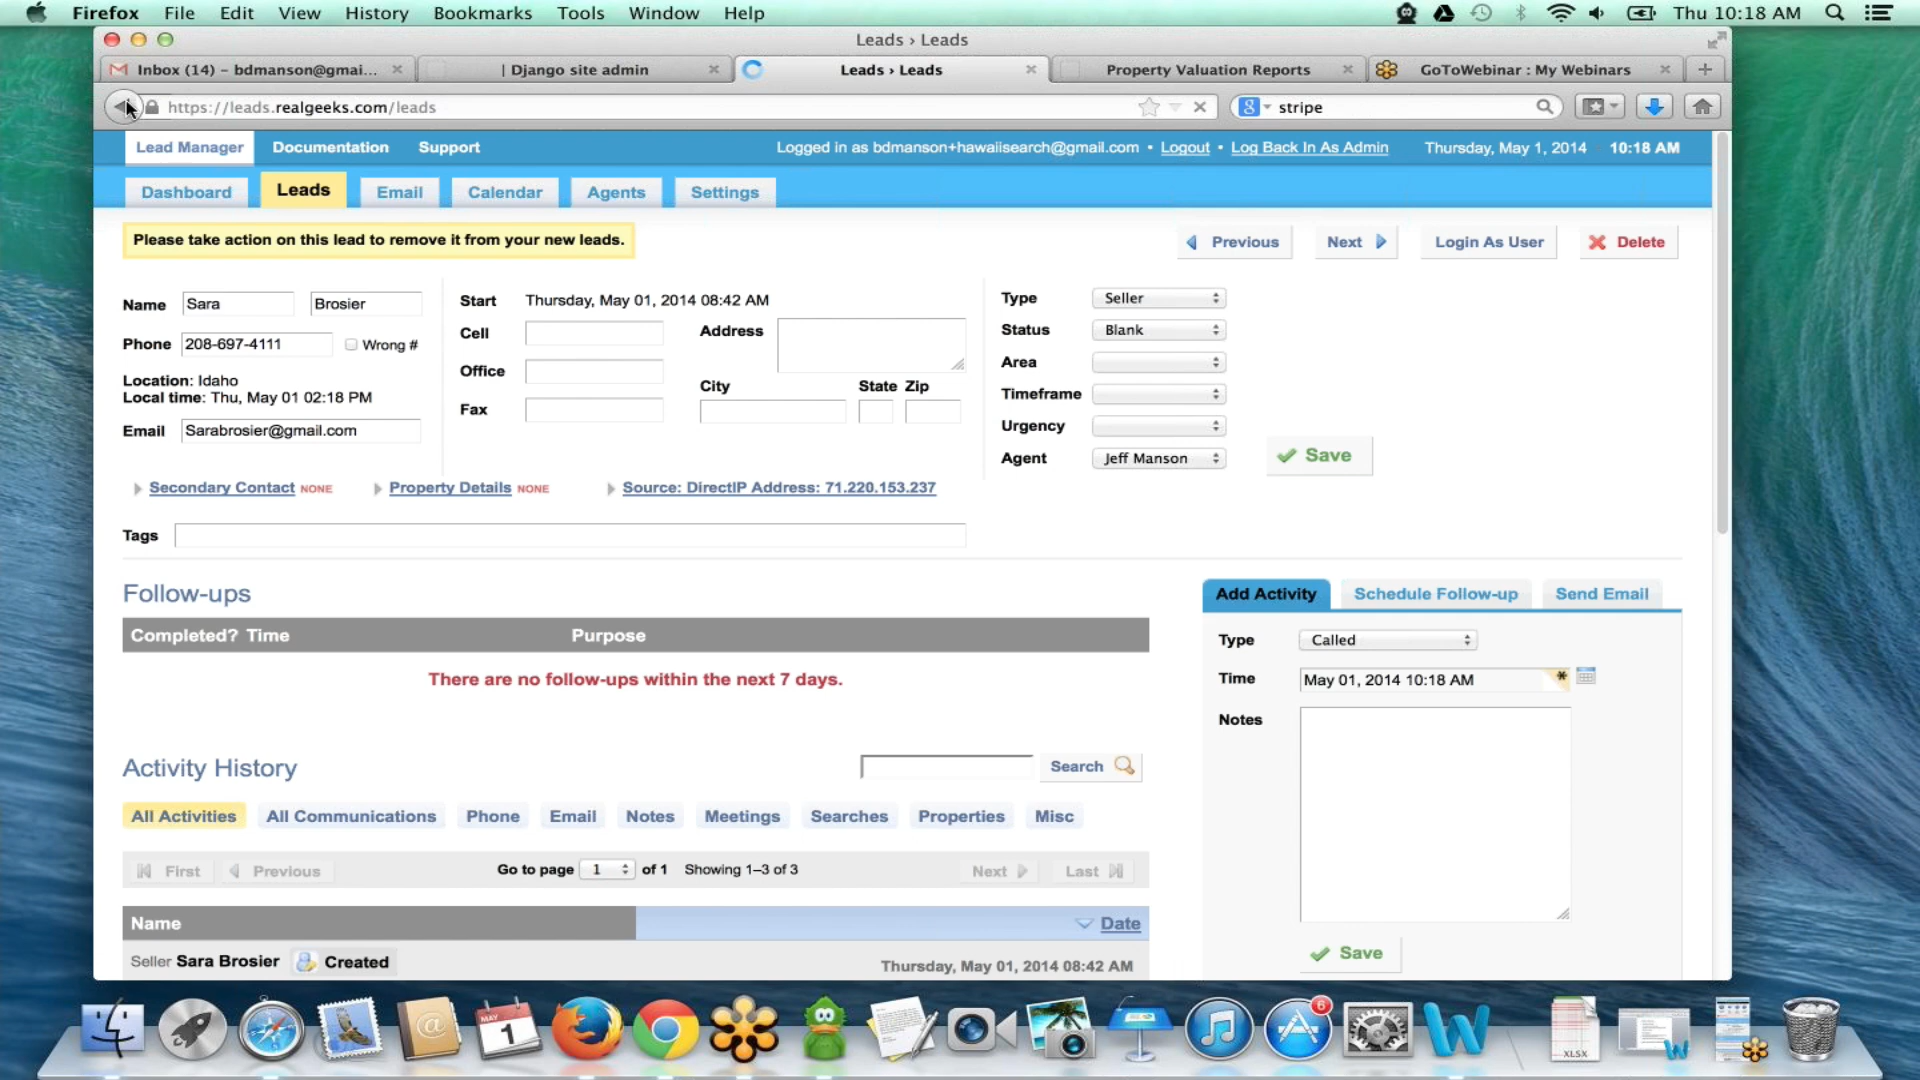 Firefox File Edit View History Bookmarks Tools Window Help Thu 10:18 AM
Leads › Leads
Inbox (14) – bdmanson@gmai... | Django site admin Leads › Leads Property Valuation Reports GoToWebinar : My Webinars
https://leads.realgeeks.com/leads stripe
Lead Manager Documentation Support Logged in as bdmanson+hawaiisearch@gmail.com • Logout • Log Back In As Admin Thursday, May 1, 2014 10:18 AM
Dashboard Leads Email Calendar Agents Settings
Please take action on this lead to remove it from your new leads. Previous Next Login As User Delete
Name Sara Brosier Start Thursday, May 01, 2014 08:42 AM Type Seller
Cell Address Status Blank
Phone 208-697-4111 Wrong #
Area
Office
Location: Idaho City State Zip
Local time: Thu, May 01 02:18 PM Timeframe
Fax
Email Sarabrosier@gmail.com Urgency
Agent Jeff Manson Save
Secondary Contact NONE Property Details NONE Source: DirectIP Address: 71.220.153.237
Tags
Follow-ups Add Activity Schedule Follow-up Send Email
Completed? Time Purpose Type Called
There are no follow-ups within the next 7 days. Time May 01, 2014 10:18 AM *
Notes
Activity History Search
All Activities All Communications Phone Email Notes Meetings Searches Properties Misc
First Previous Go to page 1 of 1 Showing 1–3 of 3 Next Last
Name Date
Seller Sara Brosier Created Thursday, May 01, 2014 08:42 AM Save
MAY
1
6
XLSX